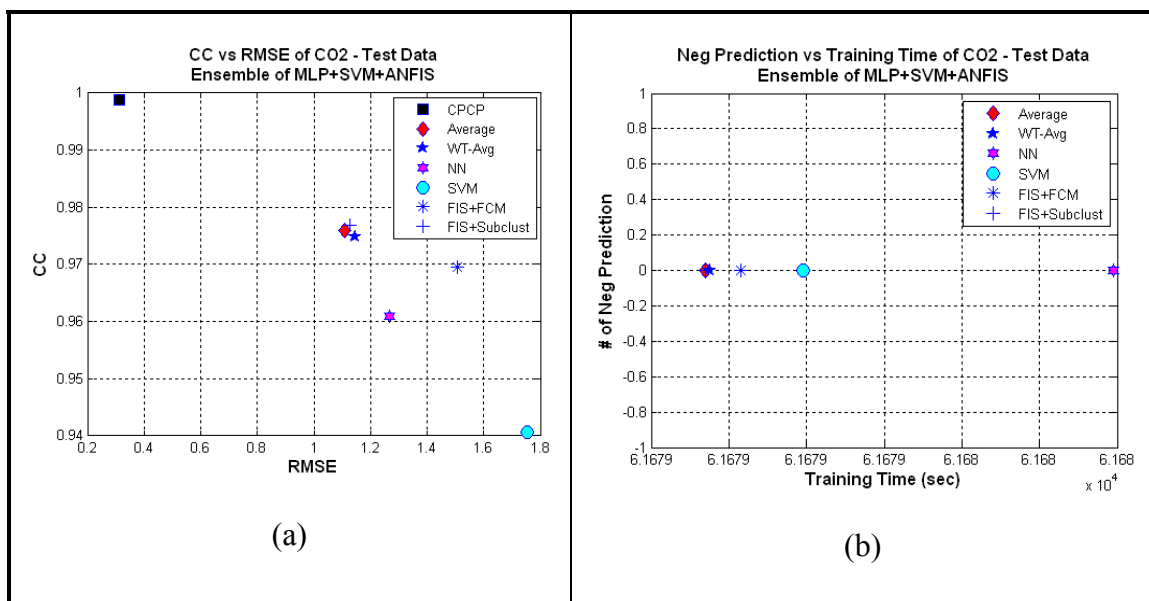 CC vs RMSE of CO2 - Test Data
Ensemble of MLP+SVM+ANFIS
1
0.99
0.98
0.97
0.96
0.95
0.94
CC
0.2
0.4
0.6
0.8
1
1.2
1.4
1.6
1.8
RMSE
CPCP
Average
WT-Avg
NN
SVM
FIS+FCM
FIS+Subclust
(a)
Neg Prediction vs Training Time of CO2 - Test Data
Ensemble of MLP+SVM+ANFIS
1
0.8
0.6
0.4
0.2
0
-0.2
-0.4
-0.6
-0.8
-1
# of Neg Prediction
6.1679
6.1679
6.1679
6.1679
6.168
6.168
6.168
Training Time (sec)
x 10^4
Average
WT-Avg
NN
SVM
FIS+FCM
FIS+Subclust
(b)